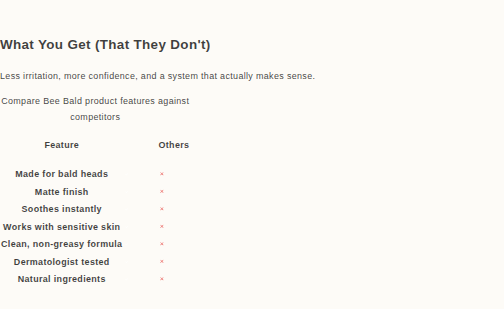 What You Get (That They Don't)
Less irritation, more confidence, and a system that actually makes sense.
Compare Bee Bald product features against
competitors
Feature Others
Made for bald heads ×
Matte finish ×
Soothes instantly ×
Works with sensitive skin ×
Clean, non-greasy formula ×
Dermatologist tested ×
Natural ingredients ×